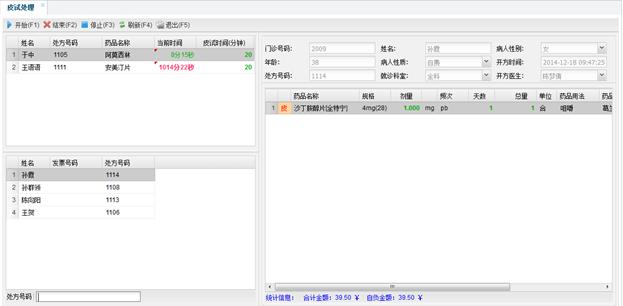 皮试处理
开始(F1) 结束(F2) 停止(F3) 刷新(F4) 退出(F5)
姓名 处方号码 药品名称 当前时间 皮试时间(分钟)
1 于中 1105 阿莫西林 0分15秒 20
2 王语语 1111 安美汀片 1014分22秒 20
姓名 发票号码 处方号码
1 孙霞 1114
2 孙群领 1108
3 陈向阳 1113
4 王贺 1106
处方号码
门诊号码: 2009 姓名: 孙霞 病人性别: 女
年龄: 38 病人性质: 自费 开方时间: 2014-12-18 09:47:25
处方号码: 1114 就诊科室: 全科 开方医生: 陈梦倩
药品名称 规格 剂量 频次 天数 总量 单位 药品用法 药品
1 皮 沙丁胺醇片(全特宁) 4mg(28) 1.000 mg pb 1 1 合 咀嚼
统计信息: 合计金额: 39.50 ¥ 自负金额: 39.50 ¥